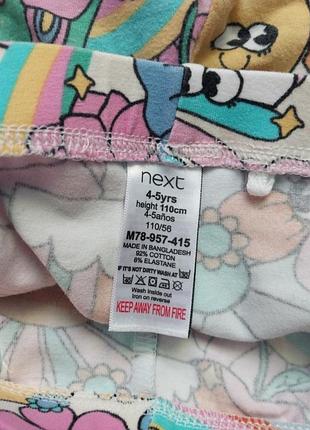 next
4-5yrs
height 110cm
4-5años
110/56
M78-957-415
MADE IN BANGLADESH
92% COTTON
8% ELASTANE
IF IT'S NOT DIRTY WASH AT
Wash inside out
Iron on reverse
KEEP AWAY FROM FIRE